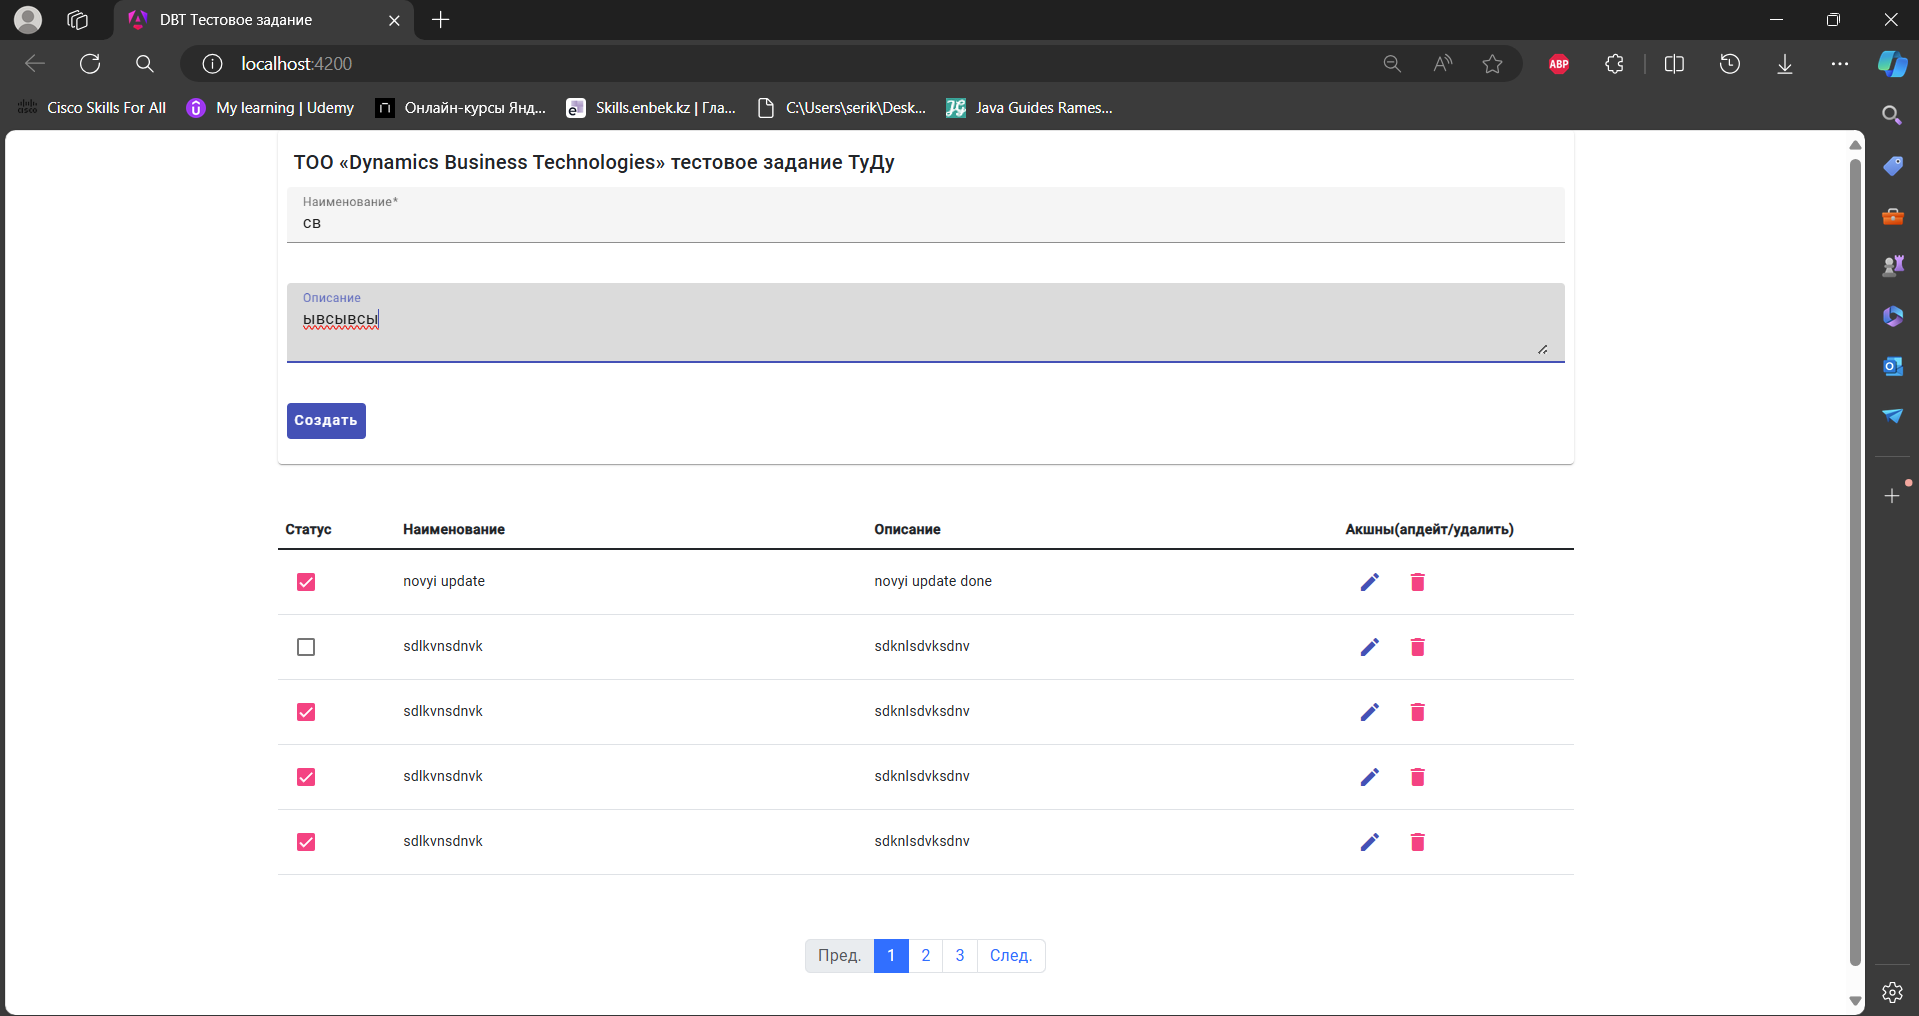 DBT Тестовое задание
localhost:4200
ABP
Cisco Skills For All
My learning | Udemy
Онлайн-курсы Янд...
Skills.enbek.kz | Гла...
C:\Users\serik\Desk...
Java Guides Rames...
ТОО «Dynamics Business Technologies» тестовое задание ТуДу
Наименование*
св
Описание
ывсывсы
Создать
Статус Наименование Описание Акшны(апдейт/удалить)
novyi update novyi update done
sdlkvnsdnvk sdknlsdvksdnv
sdlkvnsdnvk sdknlsdvksdnv
sdlkvnsdnvk sdknlsdvksdnv
sdlkvnsdnvk sdknlsdvksdnv
Пред. 1 2 3 След.